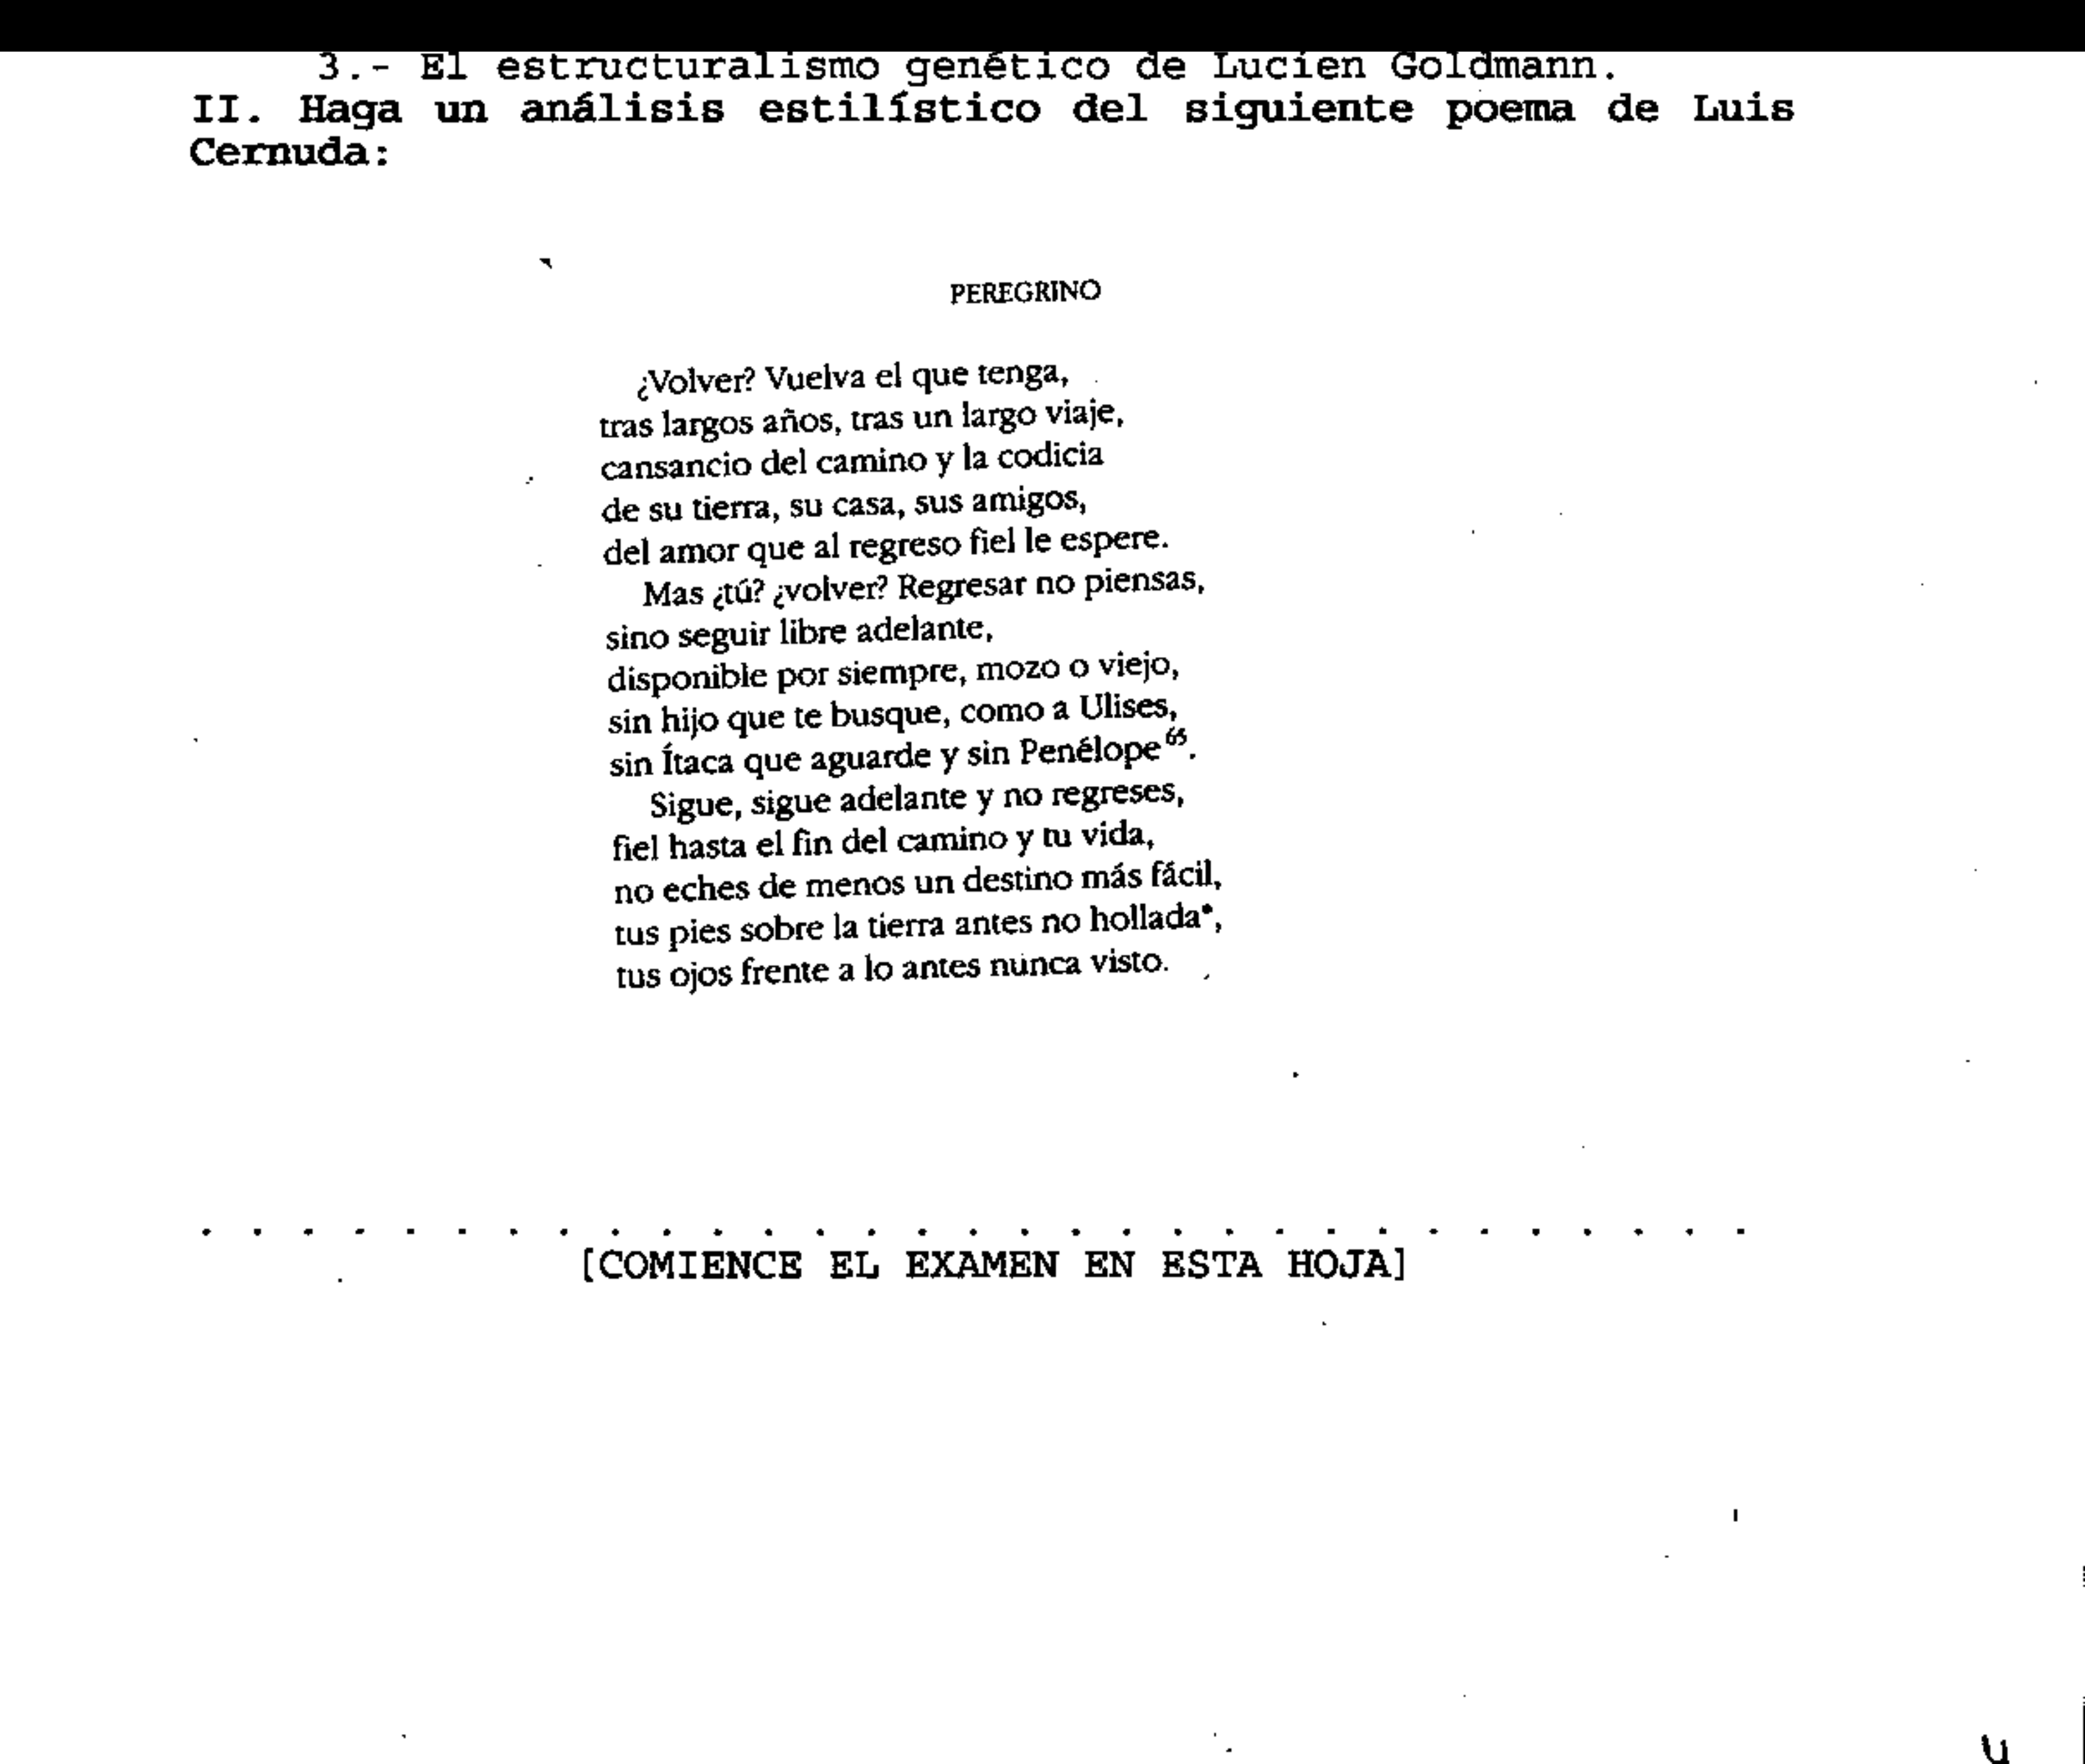 3.- El estructuralismo genético de Lucien Goldmann.
II. Haga un análisis estilístico del siguiente poema de Luis
Cernuda:
PEREGRINO
¿Volver? Vuelva el que tenga,
tras largos años, tras un largo viaje,
cansancio del camino y la codicia
de su tierra, su casa, sus amigos,
del amor que al regreso fiel le espere.
Mas ¿tú? ¿volver? Regresar no piensas,
sino seguir libre adelante,
disponible por siempre, mozo o viejo,
sin hijo que te busque, como a Ulises,
sin Ítaca que aguarde y sin Penélope⁶⁵.
Sigue, sigue adelante y no regreses,
fiel hasta el fin del camino y tu vida,
no eches de menos un destino más fácil,
tus pies sobre la tierra antes no hollada*,
tus ojos frente a lo antes nunca visto.
[COMIENCE EL EXAMEN EN ESTA HOJA]